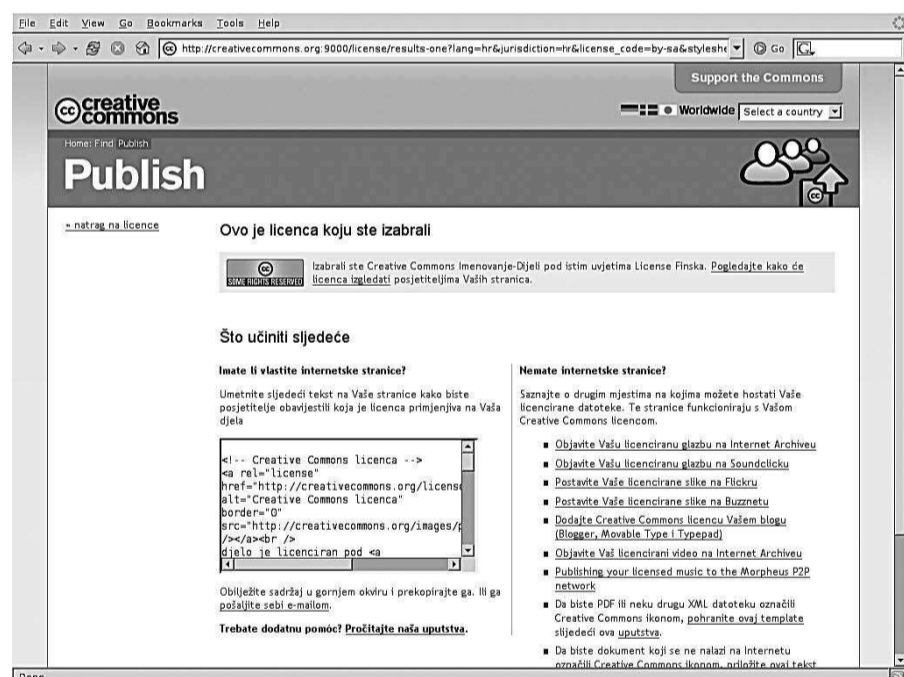 File Edit View Go Bookmarks Tools Help
http://creativecommons.org:9000/license/results-one?lang=hr&jurisdiction=hr&license_code=by-sa&styleshe
Go
Support the Commons
creative
commons
Worldwide Select a country
Home: Find Publish
Publish
« natrag na licence
Ovo je licenca koju ste izabrali
cc
SOME RIGHTS RESERVED
Izabrali ste Creative Commons Imenovanje-Dijeli pod istim uvjetima License Finska. Pogledajte kako će
licenca izgledati posjetiteljima Vaših stranica.
Što učiniti sljedeće
Imate li vlastite internetske stranice?
Umetnite sljedeći tekst na Vaše stranice kako biste
posjetitelje obavijestili koja je licenca primjenjiva na Vaša
djela
<!-- Creative Commons licenca -->
<a rel="license"
href="http://creativecommons.org/license
alt="Creative Commons licenca"
border="0"
src="http://creativecommons.org/images/p
/></a><br />
djelo je licenciran pod <a
Obilježite sadržaj u gornjem okviru i prekopirajte ga. Ili ga
pošaljite sebi e-mailom.
Trebate dodatnu pomoć? Pročitajte naša uputstva.
Nemate internetske stranice?
Saznajte o drugim mjestima na kojima možete hostati Vaše
licencirane datoteke. Te stranice funkcioniraju s Vašom
Creative Commons licencom.
Objavite Vašu licenciranu glazbu na Internet Archiveu
Objavite Vašu licenciranu glazbu na Soundclicku
Postavite Vaše licencirane slike na Flickru
Postavite Vaše licencirane slike na Buzznetu
Dodajte Creative Commons licencu Vašem blogu
(Blogger, Movable Type i Typepad)
Objavite Vaš licencirani video na Internet Archiveu
Publishing your licensed music to the Morpheus P2P
network
Da biste PDF ili neku drugu XML datoteku označili
Creative Commons ikonom, pohranite ovaj template
slijedeći ova uputstva.
Da biste dokument koji se ne nalazi na Internetu
označili Creative Commons ikonom, priložite ovaj tekst
Done